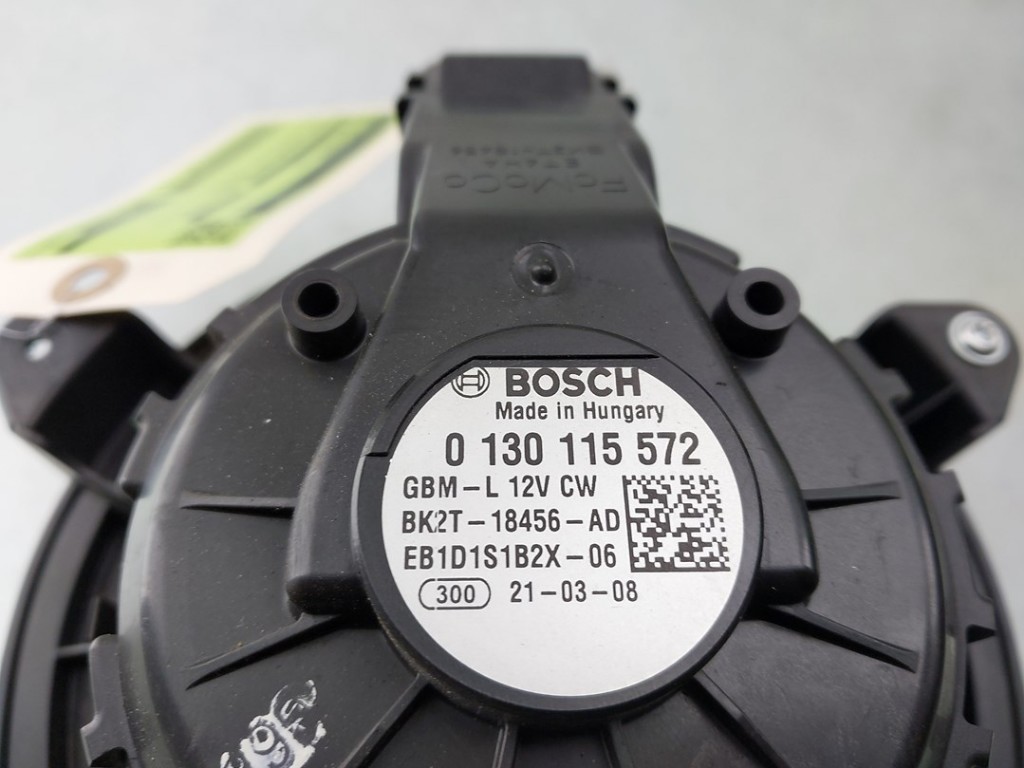 FoMoCo
BOSCH
Made in Hungary
0 130 115 572
GBM-L 12V CW
BK2T-18456-AD
EB1D1S1B2X-06
300 21-03-08